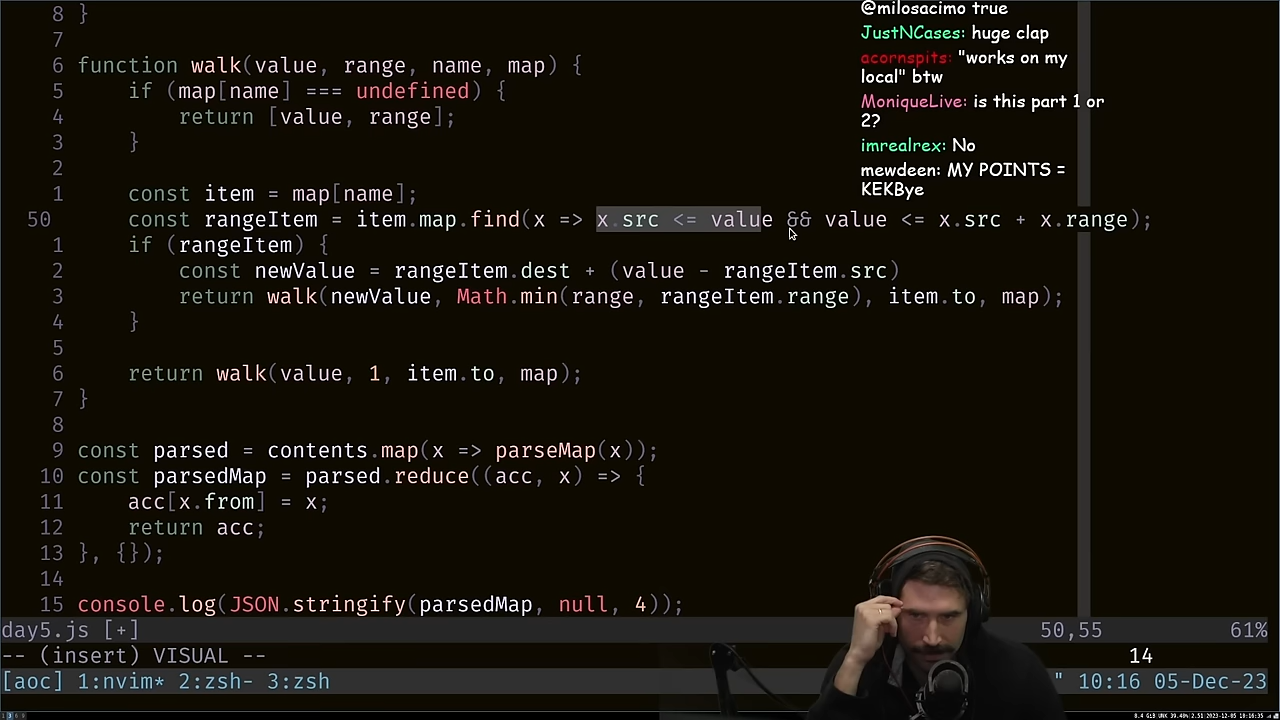 8 }
7
6 function walk(value, range, name, map) {
5     if (map[name] === undefined) {
4         return [value, range];
3     }
2
1     const item = map[name];
50     const rangeItem = item.map.find(x => x.src <= value && value <= x.src + x.range);
1     if (rangeItem) {
2         const newValue = rangeItem.dest + (value - rangeItem.src)
3         return walk(newValue, Math.min(range, rangeItem.range), item.to, map);
4     }
5
6     return walk(value, 1, item.to, map);
7 }
8
9 const parsed = contents.map(x => parseMap(x));
10 const parsedMap = parsed.reduce((acc, x) => {
11     acc[x.from] = x;
12     return acc;
13 }, {});
14
15 console.log(JSON.stringify(parsedMap, null, 4));
day5.js [+] 50,55 61%
-- (insert) VISUAL -- 14
[aoc] 1:nvim* 2:zsh- 3:zsh " 10:16 05-Dec-23
@milosacimo true
JustNCases: huge clap
acornspits: "works on my
local" btw
MoniqueLive: is this part 1 or
2?
imrealrex: No
mewdeen: MY POINTS =
KEKBye